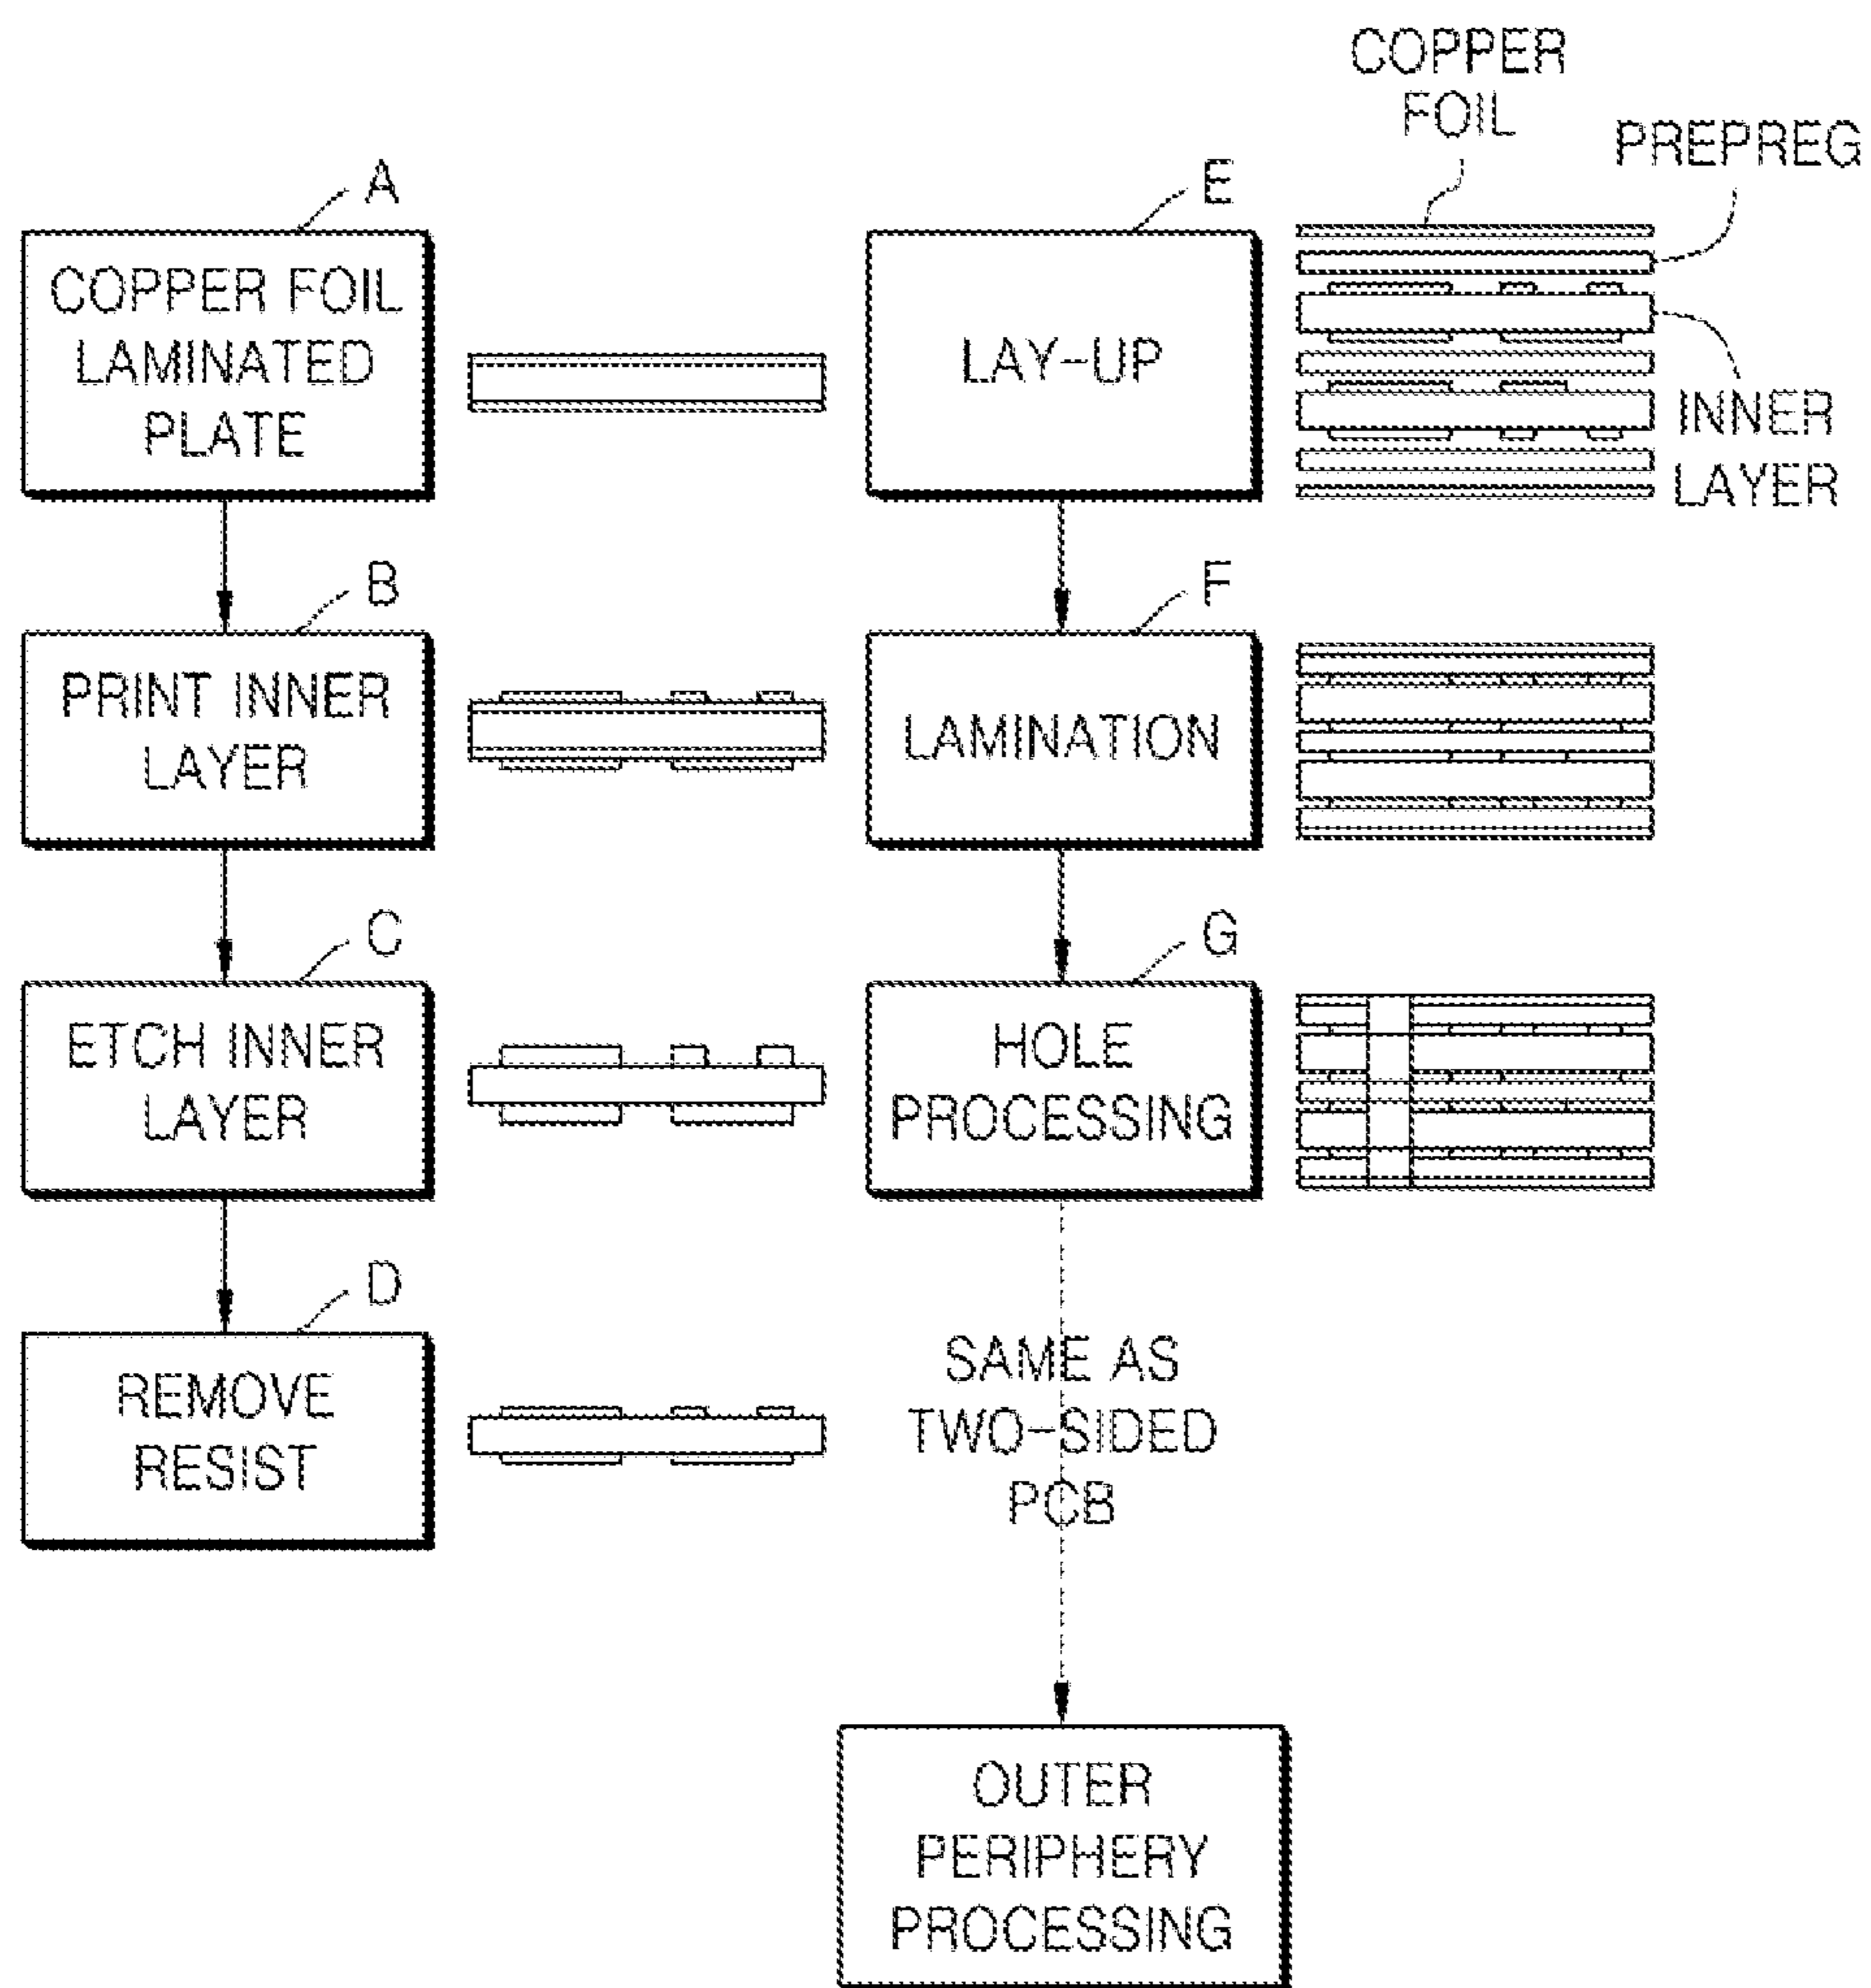 A
COPPER FOIL
LAMINATED
PLATE
B
PRINT INNER
LAYER
C
ETCH INNER
LAYER
D
REMOVE
RESIST
E
LAY-UP
COPPER
FOIL
PREPREG
INNER
LAYER
F
LAMINATION
G
HOLE
PROCESSING
SAME AS
TWO-SIDED
PCB
OUTER
PERIPHERY
PROCESSING